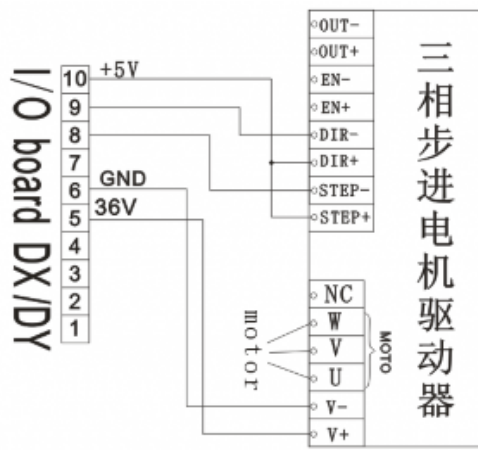 I/O board DX/DY
10
9
8
7
6
5
4
3
2
1
+5V
GND
36V
motor
OUT-
OUT+
EN-
EN+
DIR-
DIR+
STEP-
STEP+
NC
W
V
U
V-
V+
MOTO
三相步进电机驱动器